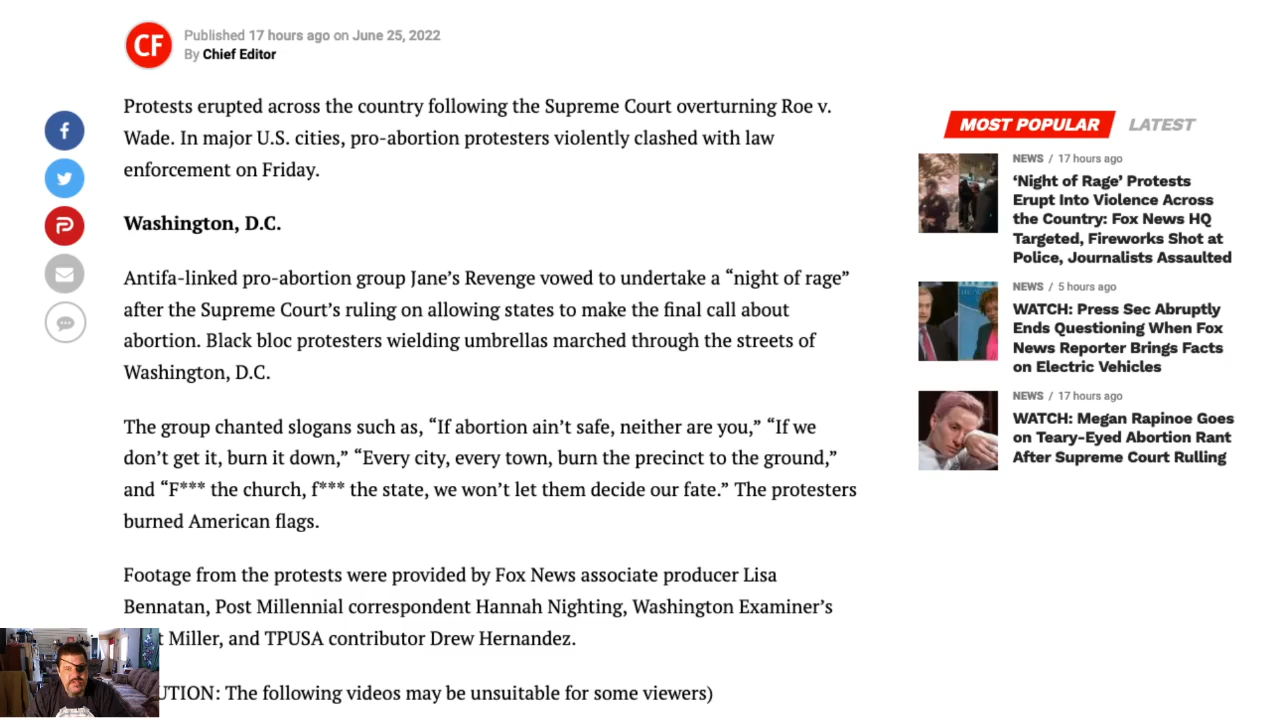 CF
Published 17 hours ago on June 25, 2022
By Chief Editor
Protests erupted across the country following the Supreme Court overturning Roe v.
Wade. In major U.S. cities, pro-abortion protesters violently clashed with law
enforcement on Friday.
Washington, D.C.
Antifa-linked pro-abortion group Jane’s Revenge vowed to undertake a “night of rage”
after the Supreme Court’s ruling on allowing states to make the final call about
abortion. Black bloc protesters wielding umbrellas marched through the streets of
Washington, D.C.
The group chanted slogans such as, “If abortion ain’t safe, neither are you,” “If we
don’t get it, burn it down,” “Every city, every town, burn the precinct to the ground,”
and “F*** the church, f*** the state, we won’t let them decide our fate.” The protesters
burned American flags.
Footage from the protests were provided by Fox News associate producer Lisa
Bennatan, Post Millennial correspondent Hannah Nighting, Washington Examiner’s
Miller, and TPUSA contributor Drew Hernandez.
UTION: The following videos may be unsuitable for some viewers)
MOST POPULAR LATEST
NEWS / 17 hours ago
‘Night of Rage’ Protests
Erupt Into Violence Across
the Country: Fox News HQ
Targeted, Fireworks Shot at
Police, Journalists Assaulted
NEWS / 5 hours ago
WATCH: Press Sec Abruptly
Ends Questioning When Fox
News Reporter Brings Facts
on Electric Vehicles
NEWS / 17 hours ago
WATCH: Megan Rapinoe Goes
on Teary-Eyed Abortion Rant
After Supreme Court Rulling